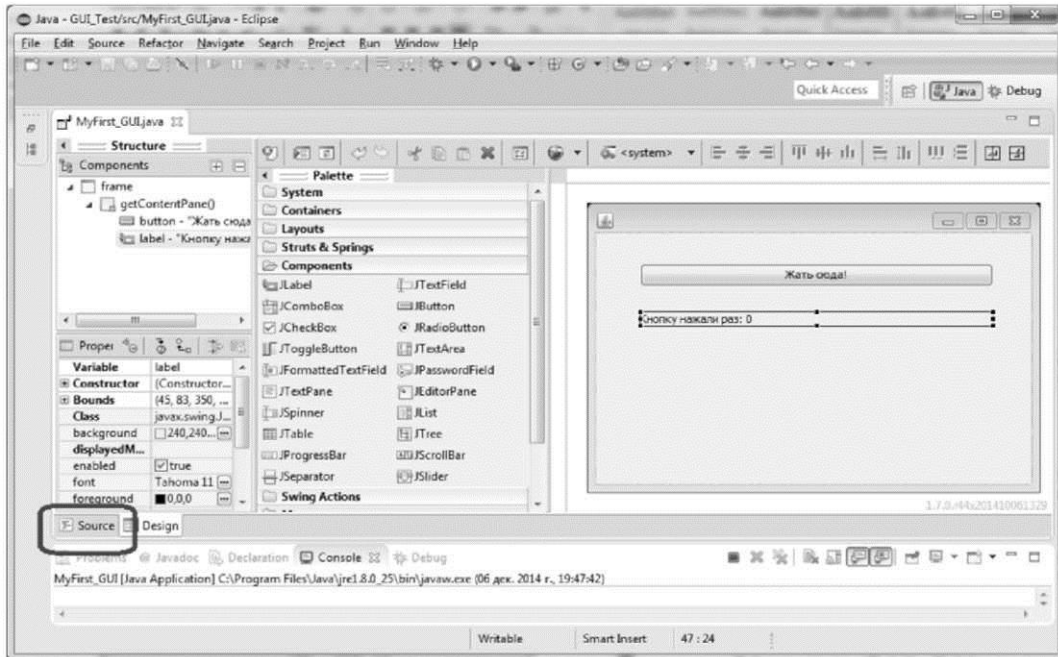 Java - GUI_Test/src/MyFirst_GUI.java - Eclipse
File Edit Source Refactor Navigate Search Project Run Window Help
Quick Access Java Debug
MyFirst_GUI.java
Structure
Components
frame
getContentPane()
button - "Жать сюда
label - "Кнопку нажа
Proper
Variable label
Constructor (Constructor...
Bounds (45, 83, 350, ...
Class javax.swing.J...
background 240,240...
displayedM...
enabled true
font Tahoma 11
foreground 0,0,0
<system>
Palette
System
Containers
Layouts
Struts & Springs
Components
JLabel JTextField
JComboBox JButton
JCheckBox JRadioButton
JToggleButton JTextArea
JFormattedTextField JPasswordField
JTextPane JEditorPane
JSpinner JList
JTable JTree
JProgressBar JScrollBar
JSeparator JSlider
Swing Actions
Жать сюда!
Кнопку нажали раз: 0
1.7.0.r44x201410061329
Source Design
Problems Javadoc Declaration Console Debug
MyFirst_GUI [Java Application] C:\Program Files\Java\jre1.8.0_25\bin\javaw.exe (06 дек. 2014 г., 19:47:42)
Writable Smart Insert 47 : 24